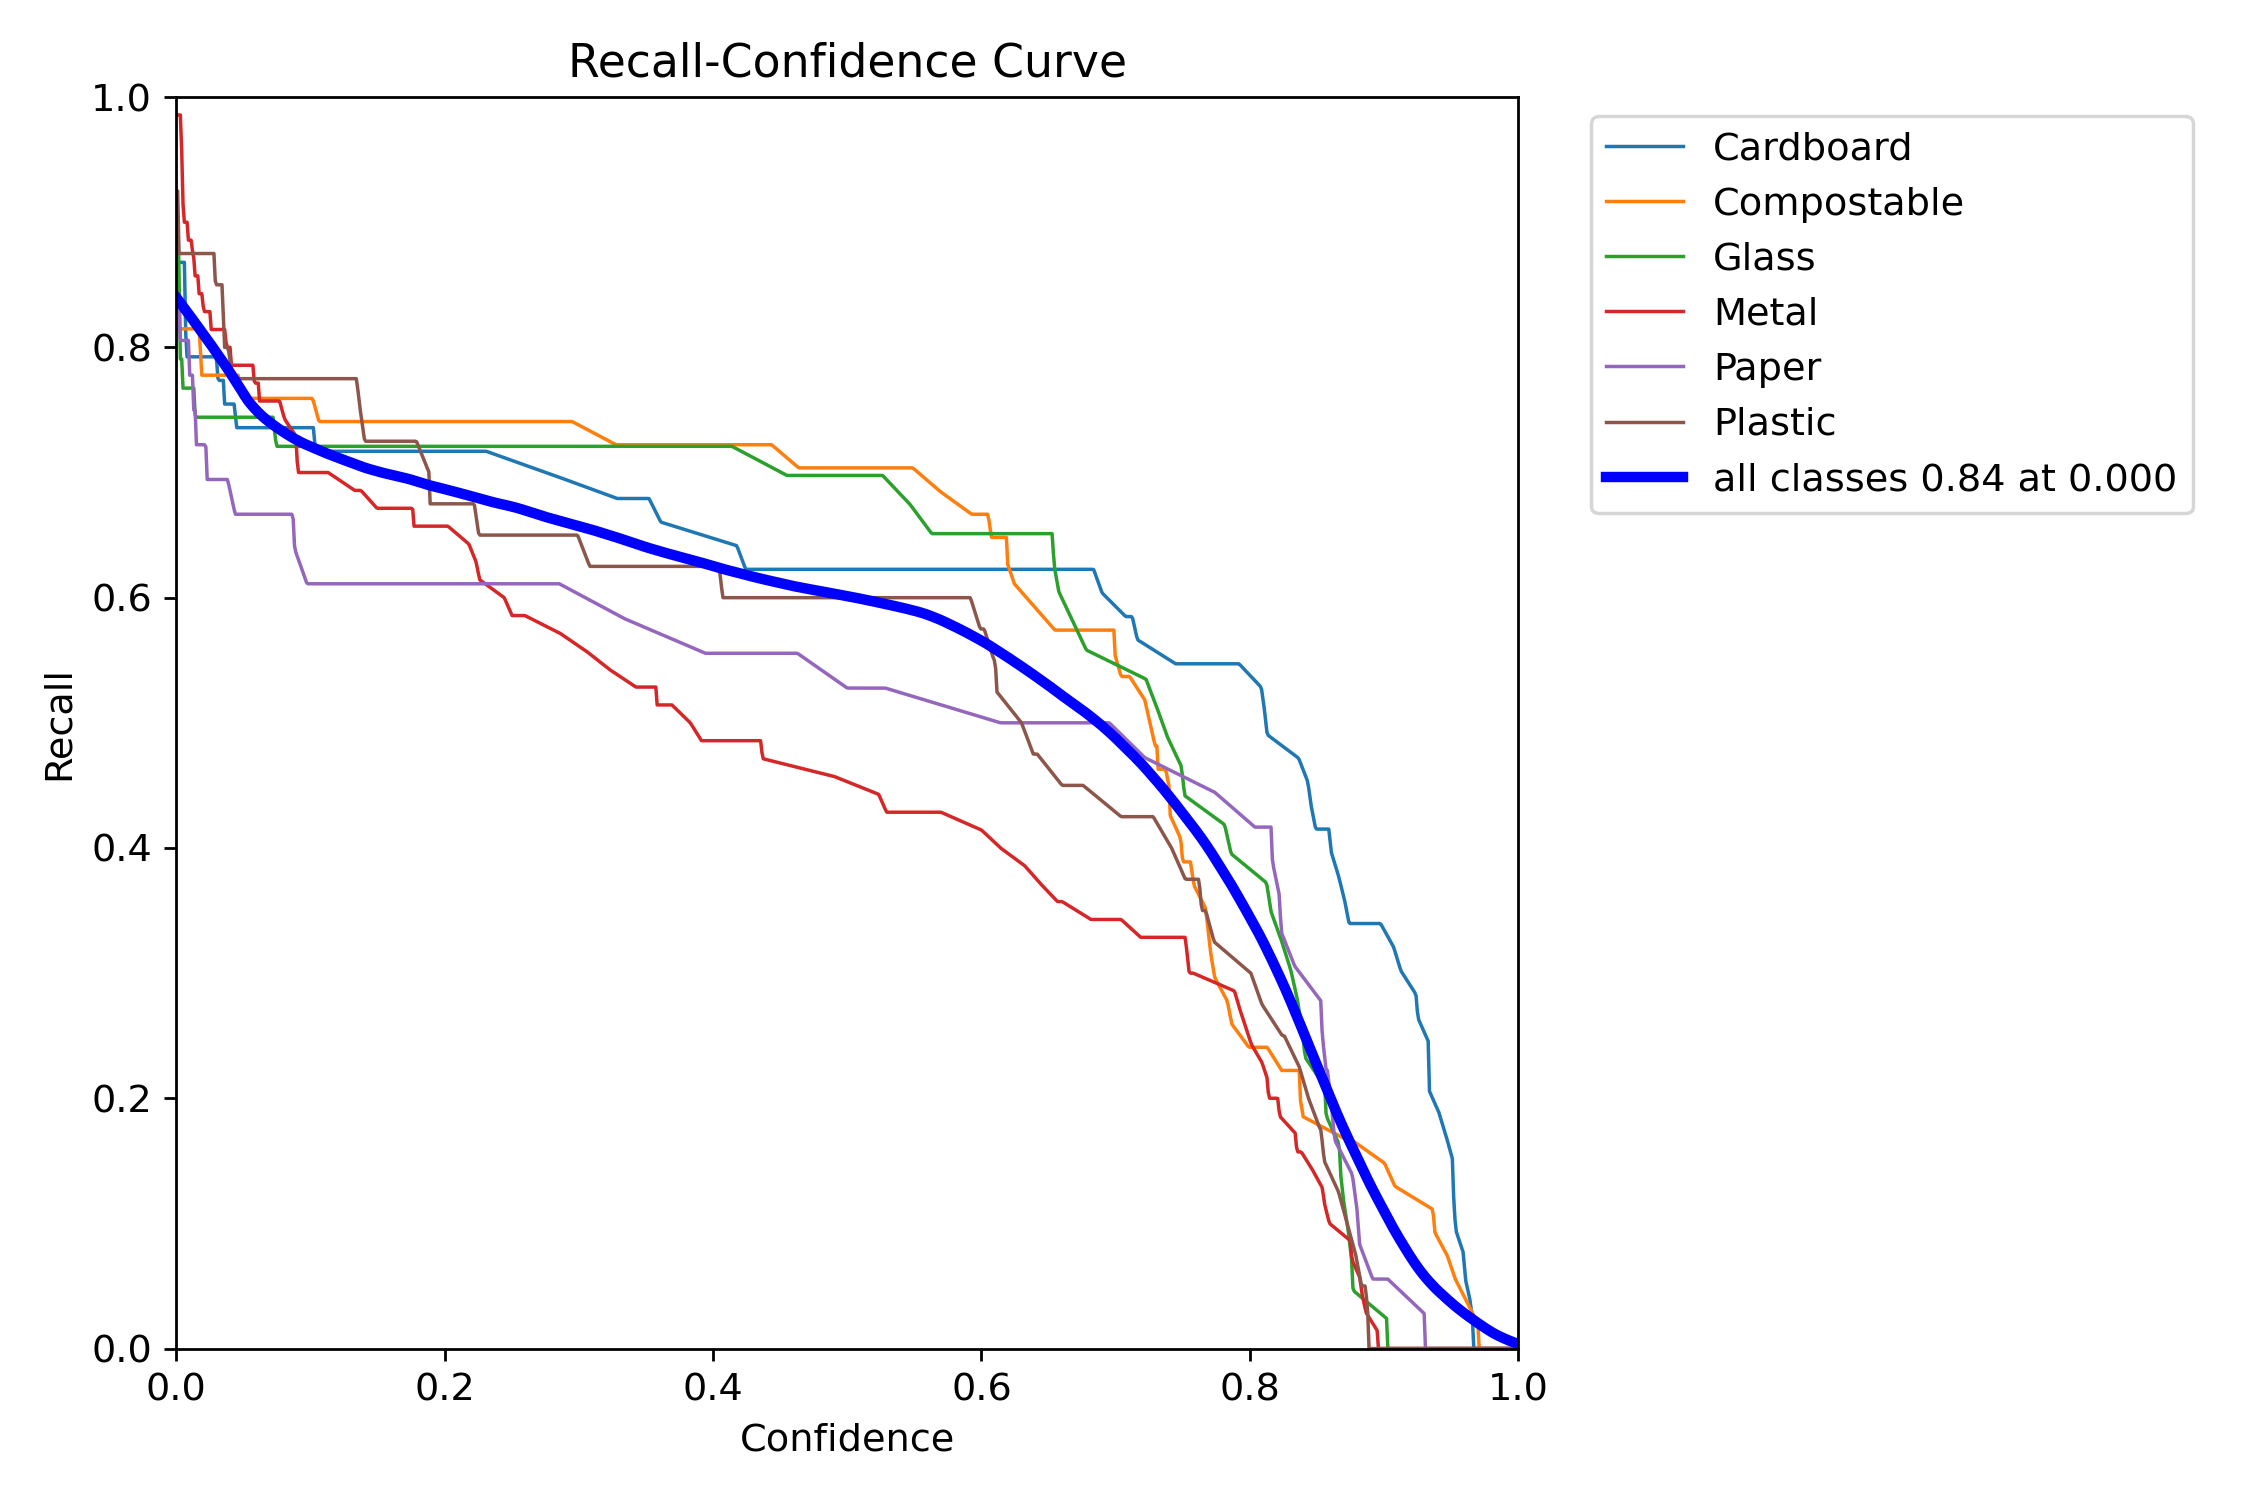 Recall-Confidence Curve
1.0
0.8
0.6
0.4
0.2
0.0
Recall
0.0 0.2 0.4 0.6 0.8 1.0
Confidence
Cardboard
Compostable
Glass
Metal
Paper
Plastic
all classes 0.84 at 0.000